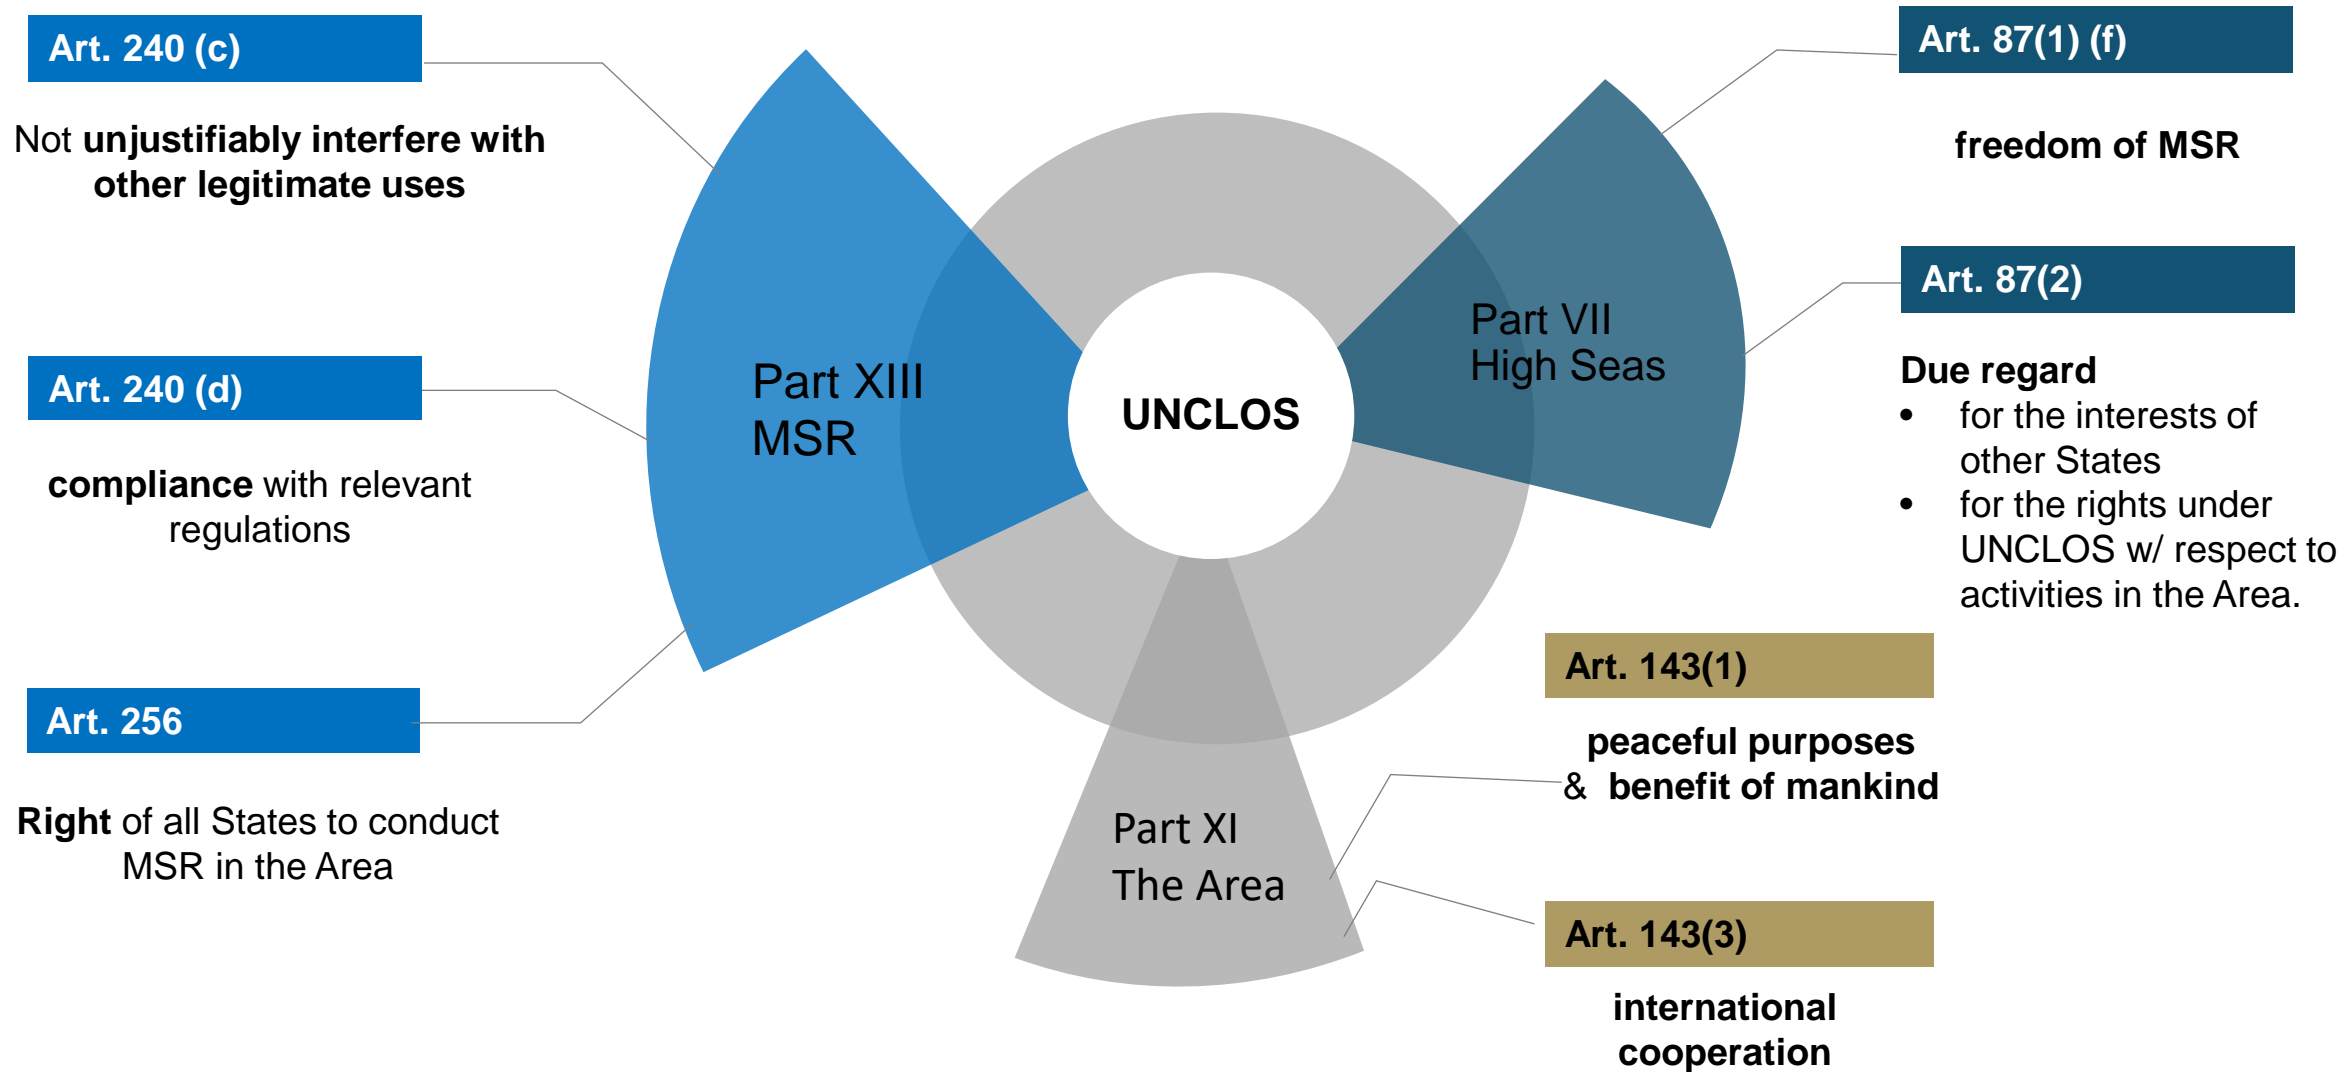 Art. 240 (c)
Not unjustifiably interfere with
other legitimate uses
Art. 240 (d)
compliance with relevant
regulations
Art. 256
Right of all States to conduct
MSR in the Area
Part XIII
MSR
UNCLOS
Part VII
High Seas
Part XI
The Area
Art. 87(1) (f)
freedom of MSR
Art. 87(2)
Due regard
• for the interests of
other States
• for the rights under
UNCLOS w/ respect to
activities in the Area.
Art. 143(1)
peaceful purposes
& benefit of mankind
Art. 143(3)
international
cooperation